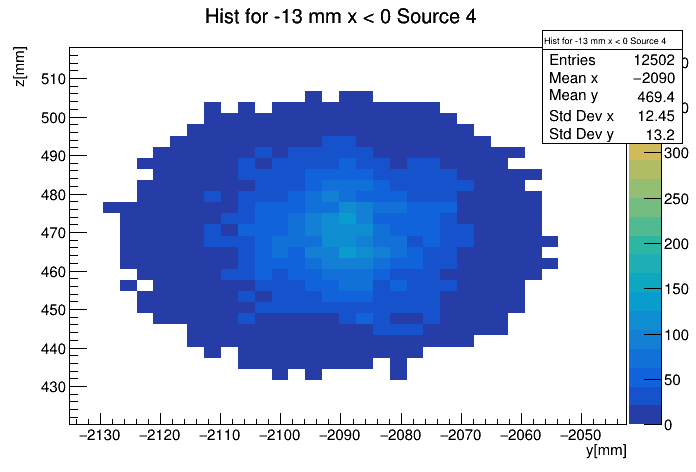 Hist for -13 mm x < 0 Source 4
z[mm]
Hist for -13 mm x < 0 Source 4
Entries 12502
Mean x −2090
Mean y 469.4
Std Dev x 12.45
Std Dev y 13.2
510
500
490
480
470
460
450
440
430
300
250
200
150
100
50
0
−2130 −2120 −2110 −2100 −2090 −2080 −2070 −2060 −2050
y[mm]